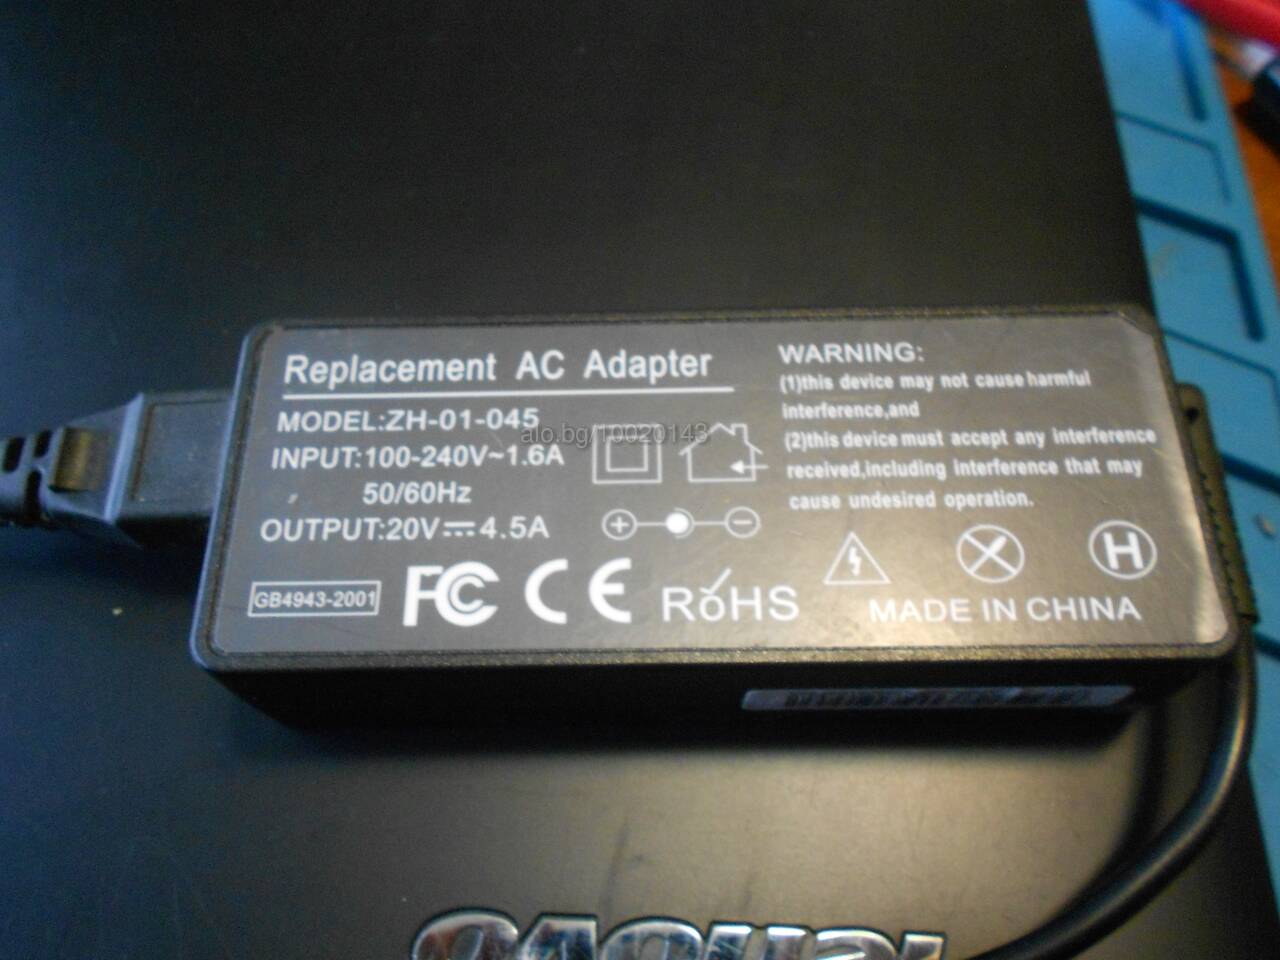 Replacement AC Adapter
MODEL:ZH-01-045
INPUT:100-240V~1.6A
50/60Hz
OUTPUT:20V⎓4.5A
GB4943-2001
FC CE RoHS
WARNING:
(1)this device may not cause harmful
interference,and
(2)this device must accept any interference
received,including interference that may
cause undesired operation.
H
MADE IN CHINA
alo.bg/10020143
lenovo